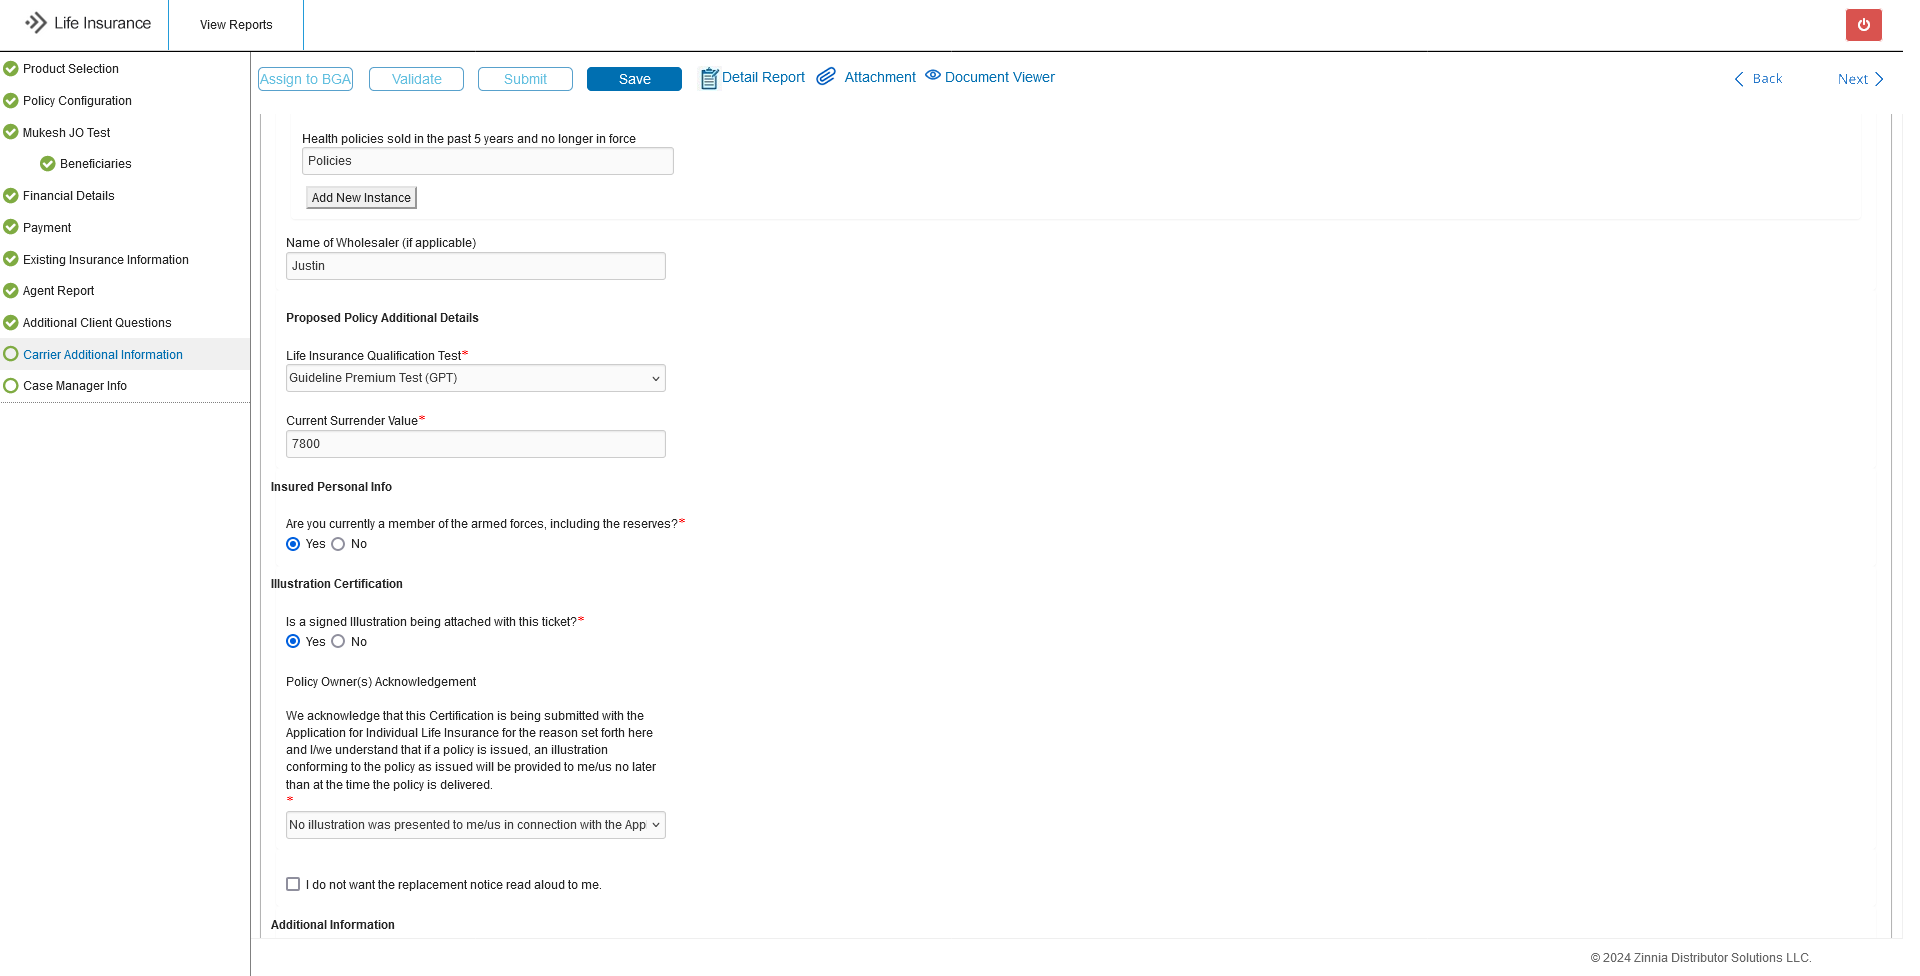 Life Insurance
View Reports
Product Selection
Policy Configuration
Mukesh JO Test
Beneficiaries
Financial Details
Payment
Existing Insurance Information
Agent Report
Additional Client Questions
Carrier Additional Information
Case Manager Info
Assign to BGA
Validate
Submit
Save
Detail Report
Attachment
Document Viewer
Back
Next
Health policies sold in the past 5 years and no longer in force
Policies
Add New Instance
Name of Wholesaler (if applicable)
Justin
Proposed Policy Additional Details
Life Insurance Qualification Test*
Guideline Premium Test (GPT)
Current Surrender Value*
7800
Insured Personal Info
Are you currently a member of the armed forces, including the reserves?*
Yes No
Illustration Certification
Is a signed Illustration being attached with this ticket?*
Yes No
Policy Owner(s) Acknowledgement
We acknowledge that this Certification is being submitted with the
Application for Individual Life Insurance for the reason set forth here
and I/we understand that if a policy is issued, an illustration
conforming to the policy as issued will be provided to me/us no later
than at the time the policy is delivered.
*
No illustration was presented to me/us in connection with the App
I do not want the replacement notice read aloud to me.
Additional Information
© 2024 Zinnia Distributor Solutions LLC.